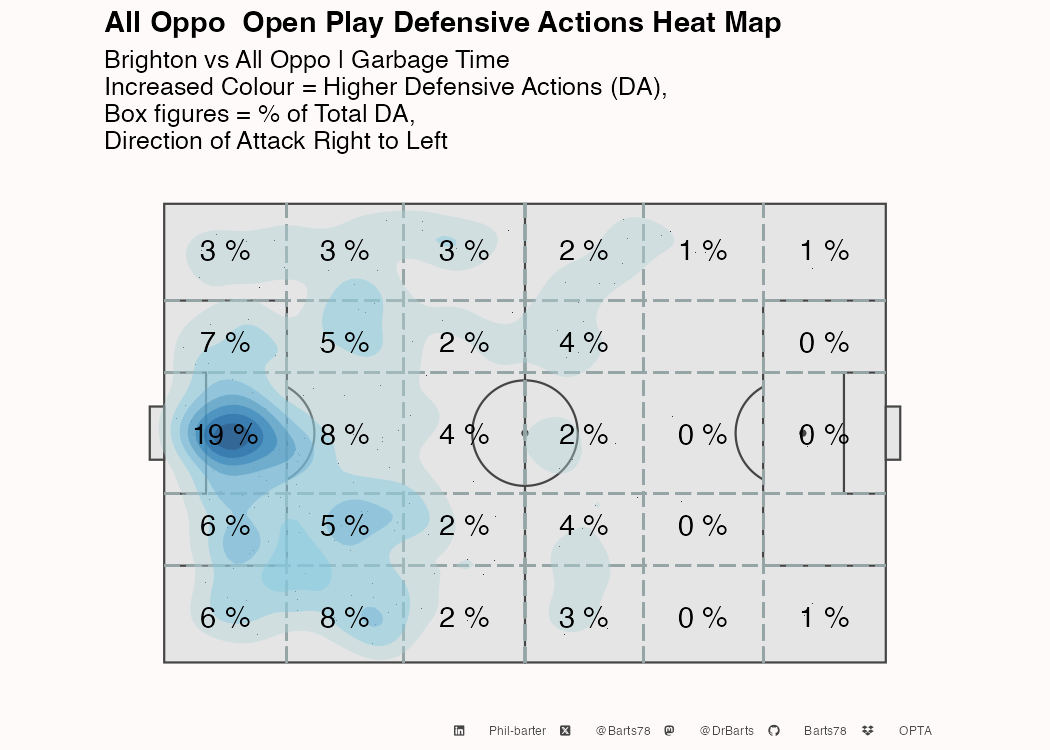 All Oppo  Open Play Defensive Actions Heat Map
Brighton vs All Oppo | Garbage Time
Increased Colour = Higher Defensive Actions (DA),
Box figures = % of Total DA,
Direction of Attack Right to Left
3 % 3 % 3 % 2 % 1 % 1 %
7 % 5 % 2 % 4 % 0 %
19 % 8 % 4 % 2 % 0 % 0 %
6 % 5 % 2 % 4 % 0 %
6 % 8 % 2 % 3 % 0 % 1 %
Phil-barter @Barts78 @DrBarts Barts78 OPTA